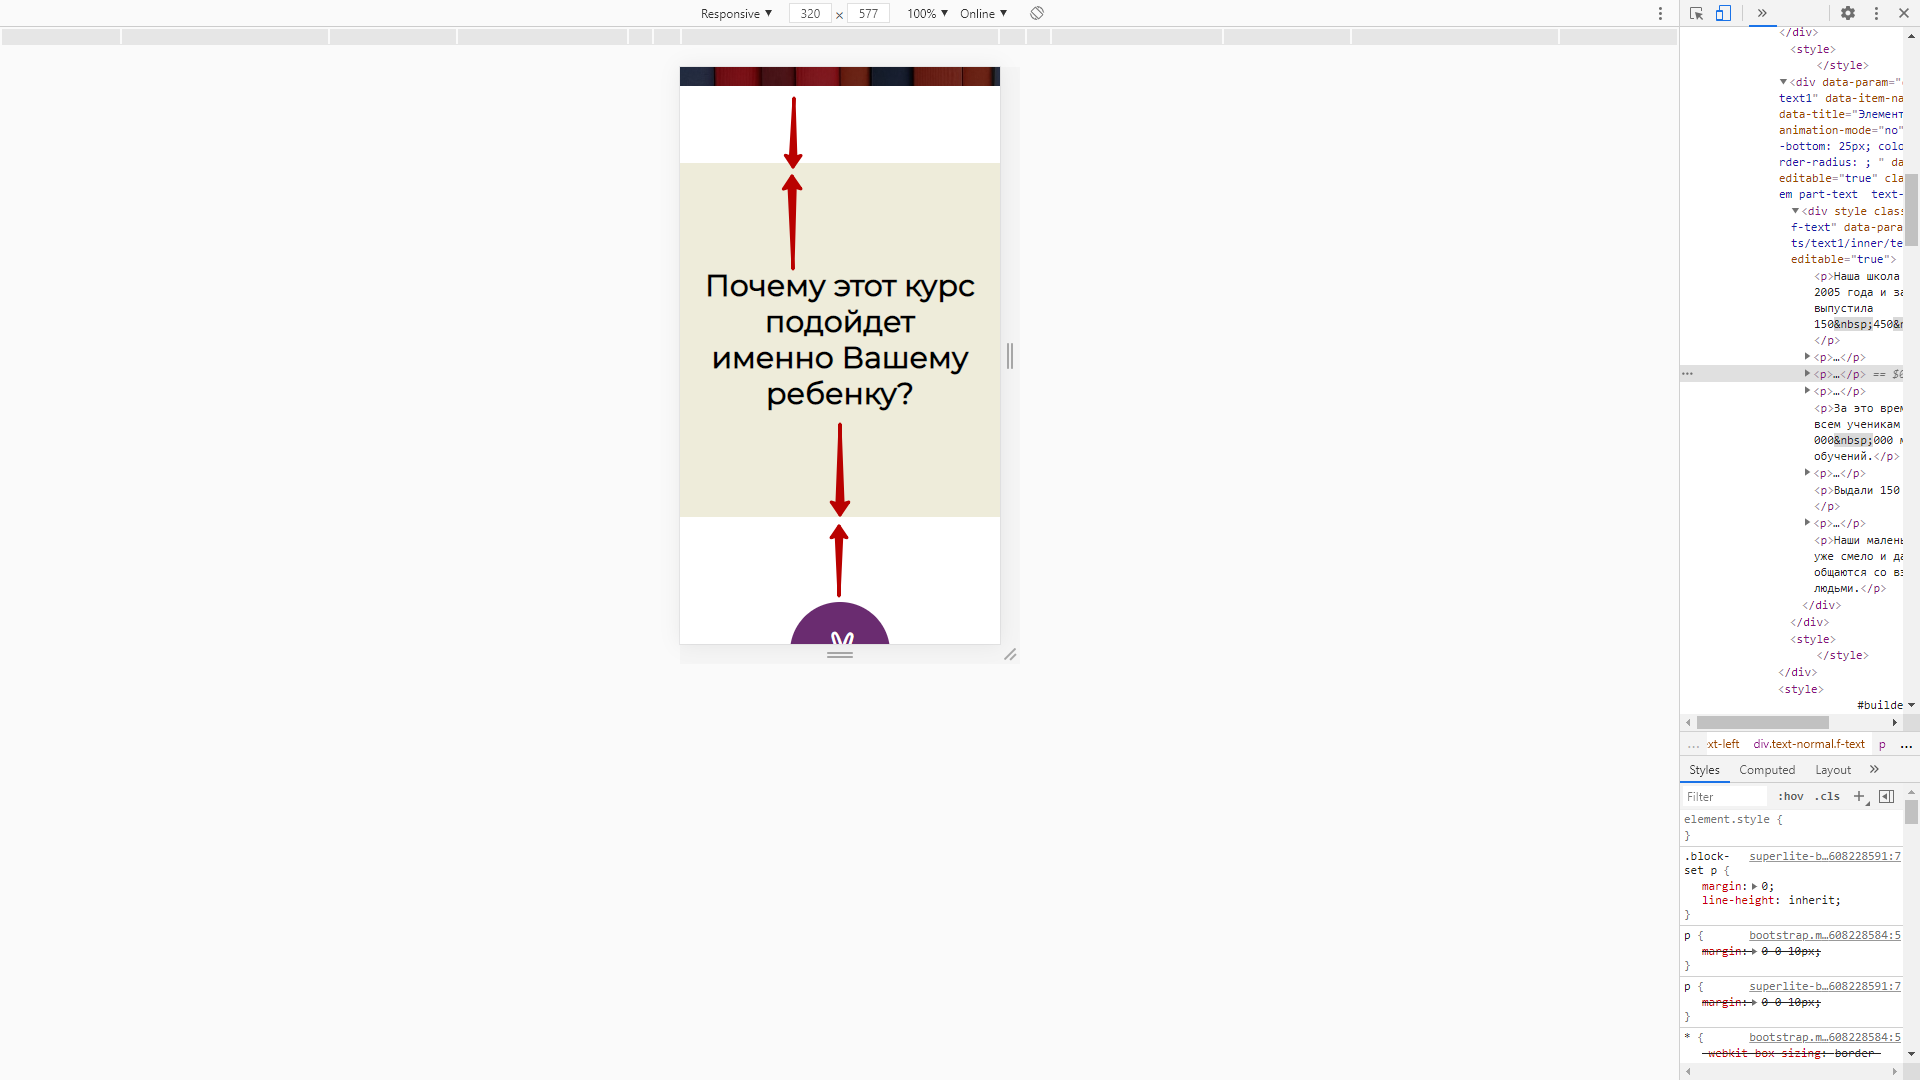 Responsive ▼ 320 × 577 100% ▼ Online ▼
Почему этот курс
подойдет
именно Вашему
ребенку?
</div>
<style>
</style>
<div data-param="
text1" data-item-na
data-title="Элемент
animation-mode="no"
-bottom: 25px; colo
rder-radius: ; " da
editable="true" cla
em part-text text-
<div style clas
f-text" data-para
ts/text1/inner/te
editable="true">
<p>Наша школа
2005 года и за
выпустила
150&nbsp;450&
</p>
<p>…</p>
<p>…</p> == $0
<p>…</p>
<p>За это врем
всем ученикам
000&nbsp;000 м
обучений.</p>
<p>…</p>
<p>Выдали 150
</p>
<p>…</p>
<p>Наши мален
уже смело и да
общаются со вз
людьми.</p>
</div>
</div>
<style>
</style>
</div>
<style>
#builde
... xt-left div.text-normal.f-text p ...
Styles Computed Layout »
Filter :hov .cls +
element.style {
}
.block- superlite-b…608228591:7
set p {
margin: 0;
line-height: inherit;
}
p { bootstrap.m…608228584:5
margin: 0 0 10px;
}
p { superlite-b…608228591:7
margin: 0 0 10px;
}
* { bootstrap.m…608228584:5
-webkit-box-sizing: border-